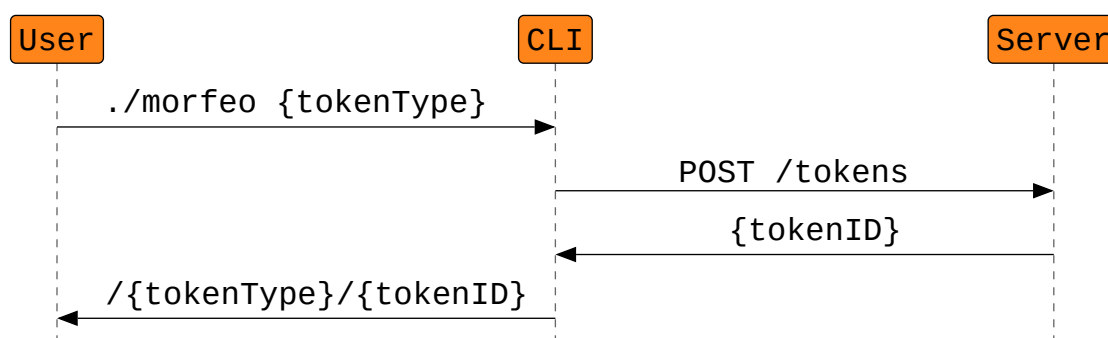 User CLI Server
./morfeo {tokenType}
POST /tokens
{tokenID}
/{tokenType}/{tokenID}